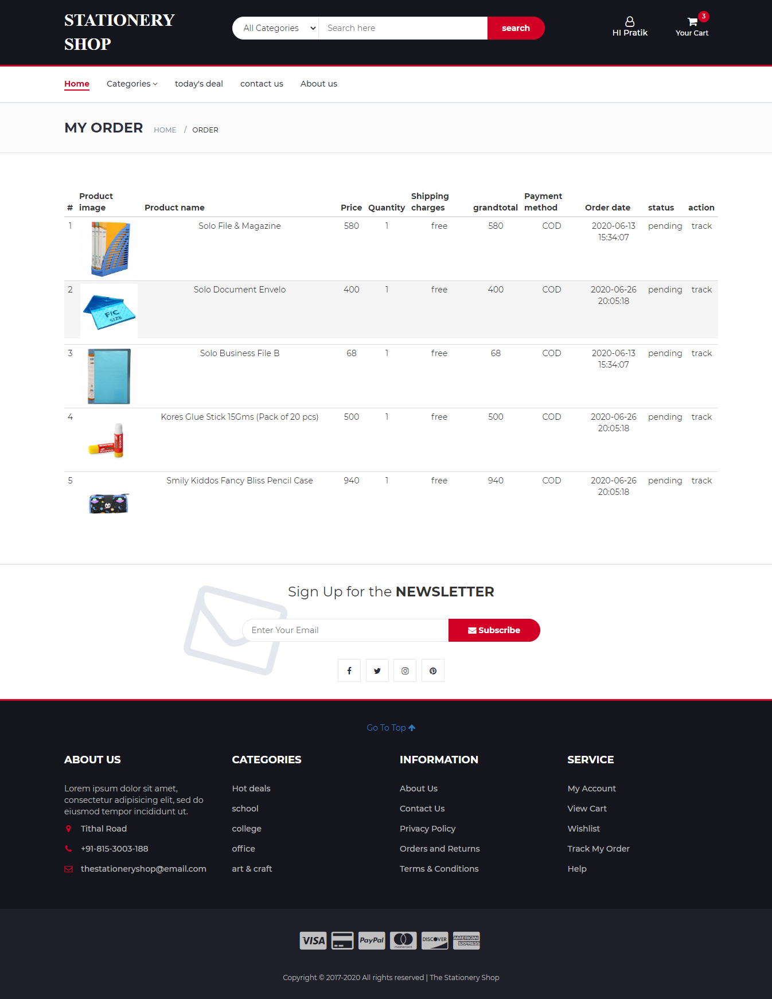 STATIONERY
SHOP
All Categories Search here search
3
HI Pratik Your Cart
Home Categories today's deal contact us About us
MY ORDER HOME / ORDER
# Product image Product name Price Quantity Shipping charges grandtotal Payment method Order date status action
1 Solo File & Magazine 580 1 free 580 COD 2020-06-13 15:34:07 pending track
F/C
SIZE
2 Solo Document Envelo 400 1 free 400 COD 2020-06-26 20:05:18 pending track
3 Solo Business File B 68 1 free 68 COD 2020-06-13 15:34:07 pending track
4 Kores Glue Stick 15Gms (Pack of 20 pcs) 500 1 free 500 COD 2020-06-26 20:05:18 pending track
5 Smily Kiddos Fancy Bliss Pencil Case 940 1 free 940 COD 2020-06-26 20:05:18 pending track
Sign Up for the NEWSLETTER
Enter Your Email Subscribe
Go To Top
ABOUT US
Lorem ipsum dolor sit amet,
consectetur adipisicing elit, sed do
eiusmod tempor incididunt ut.
Tithal Road
+91-815-3003-188
thestationeryshop@email.com
CATEGORIES
Hot deals
school
college
office
art & craft
INFORMATION
About Us
Contact Us
Privacy Policy
Orders and Returns
Terms & Conditions
SERVICE
My Account
View Cart
Wishlist
Track My Order
Help
VISA PayPal mastercard DISCOVER AMERICAN EXPRESS
Copyright © 2017-2020 All rights reserved | The Stationery Shop